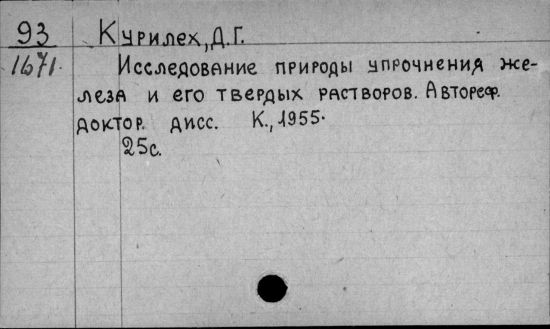 93 Курилех, Д.Г.
1671 Исследование природы упрочнения же-
леза и его твердых растворов. Автореф.
доктор. дисс. К., 1955.
25с.